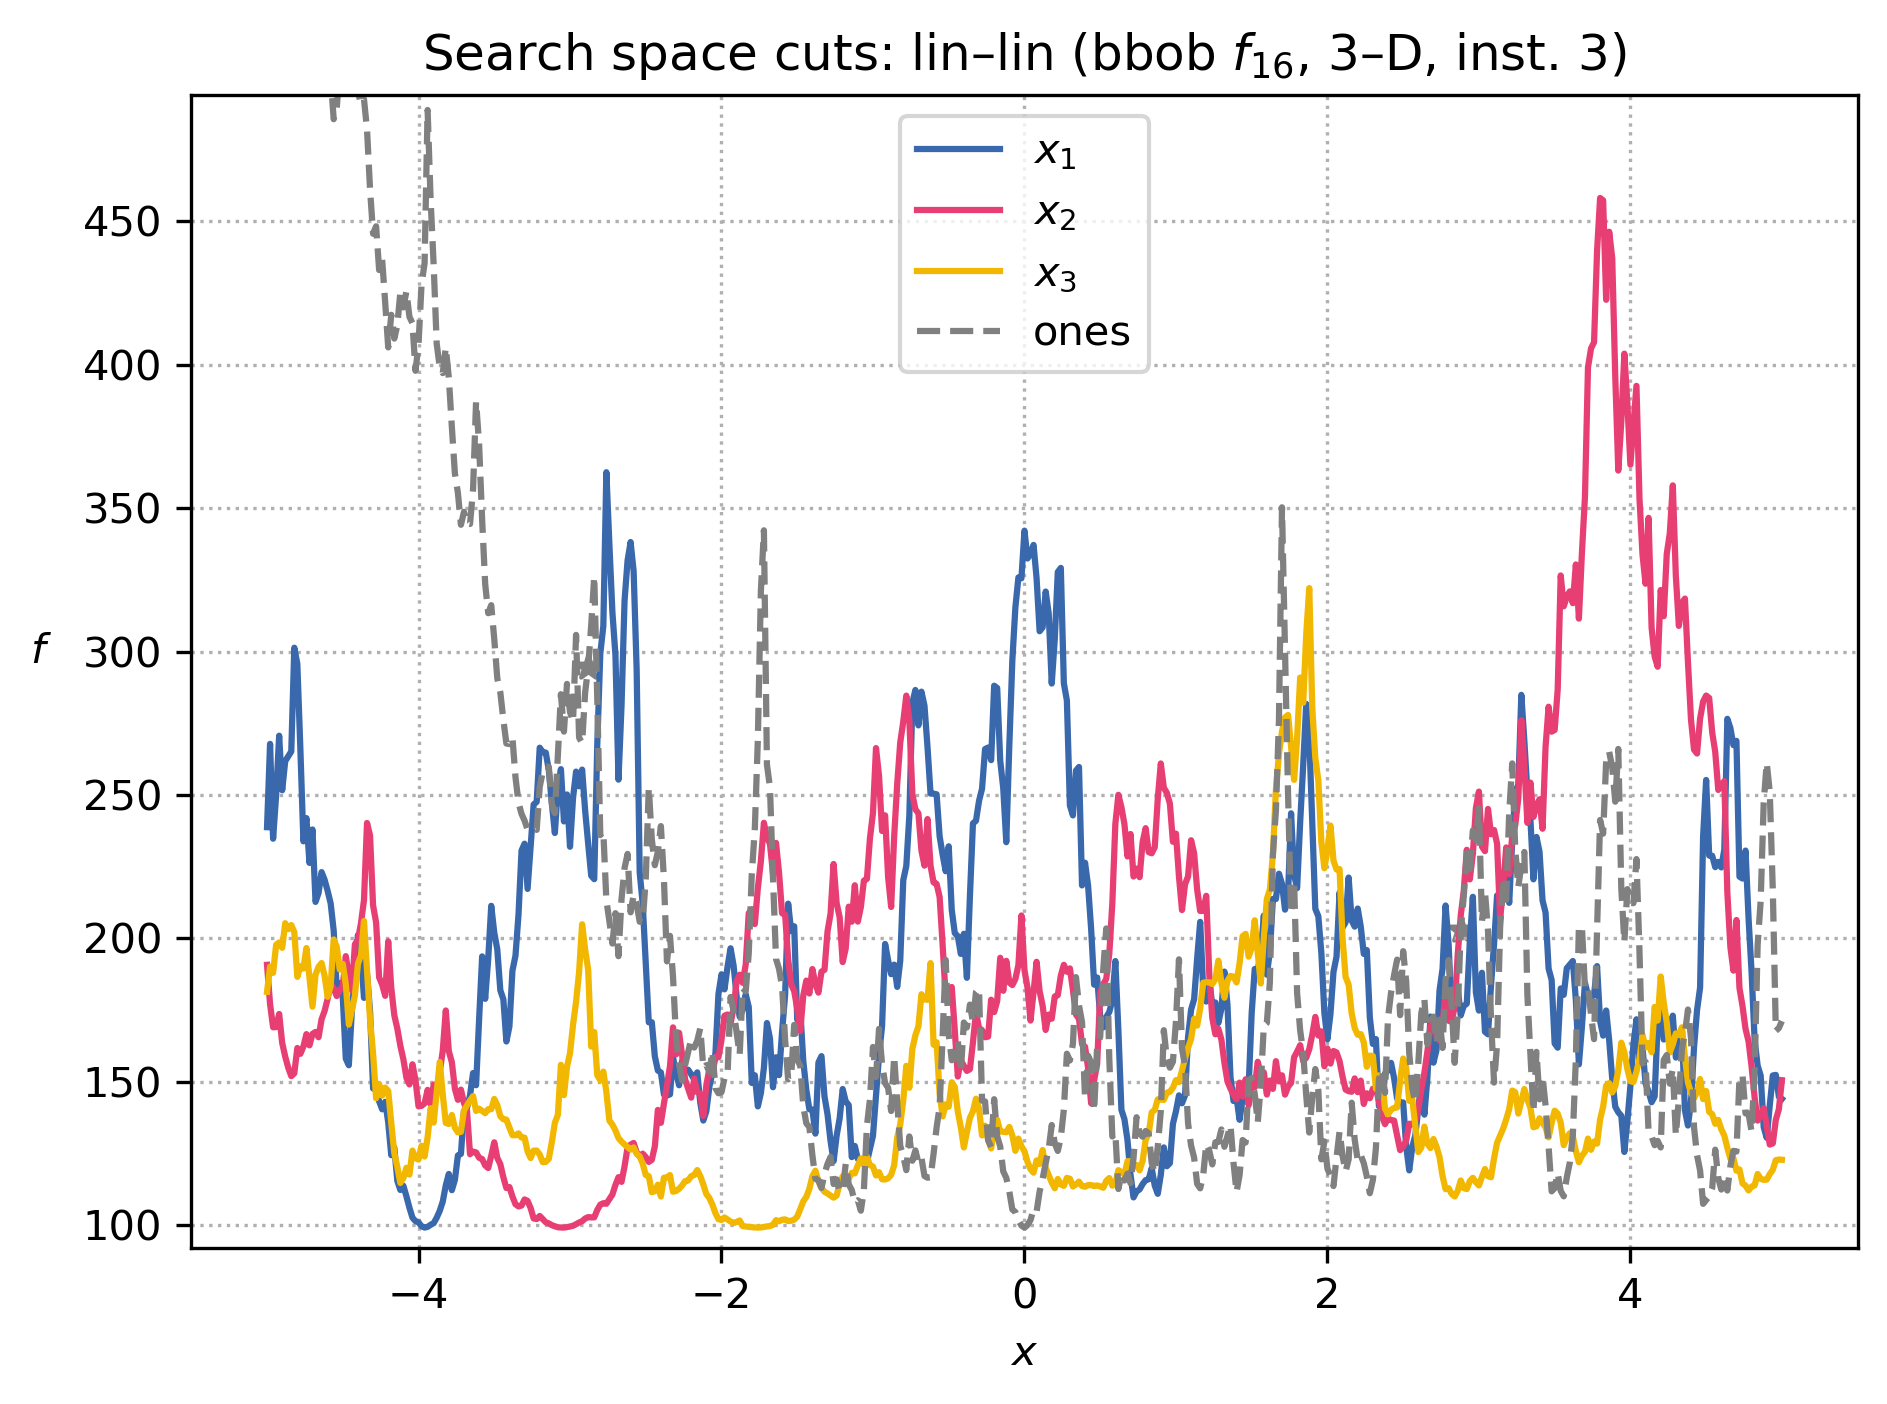 Search space cuts: lin–lin (bbob f₁₆, 3–D, inst. 3)
x₁
x₂
x₃
ones
450
400
350
300
250
200
150
100
f
−4
−2
0
2
4
x